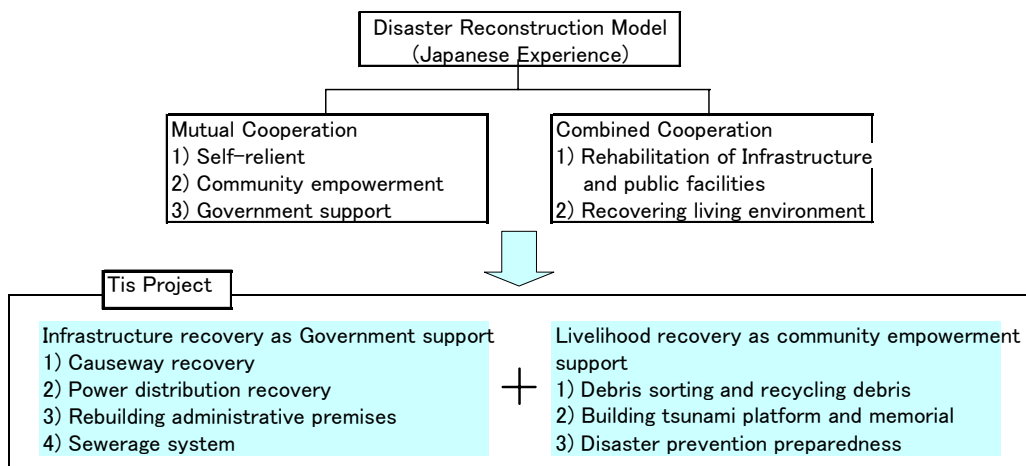 Disaster Reconstruction Model
(Japanese Experience)
Mutual Cooperation
1) Self-relient
2) Community empowerment
3) Government support
Combined Cooperation
1) Rehabilitation of Infrastructure
and public facilities
2) Recovering living environment
Tis Project
Infrastructure recovery as Government support
1) Causeway recovery
2) Power distribution recovery
3) Rebuilding administrative premises
4) Sewerage system
+
Livelihood recovery as community empowerment
support
1) Debris sorting and recycling debris
2) Building tsunami platform and memorial
3) Disaster prevention preparedness